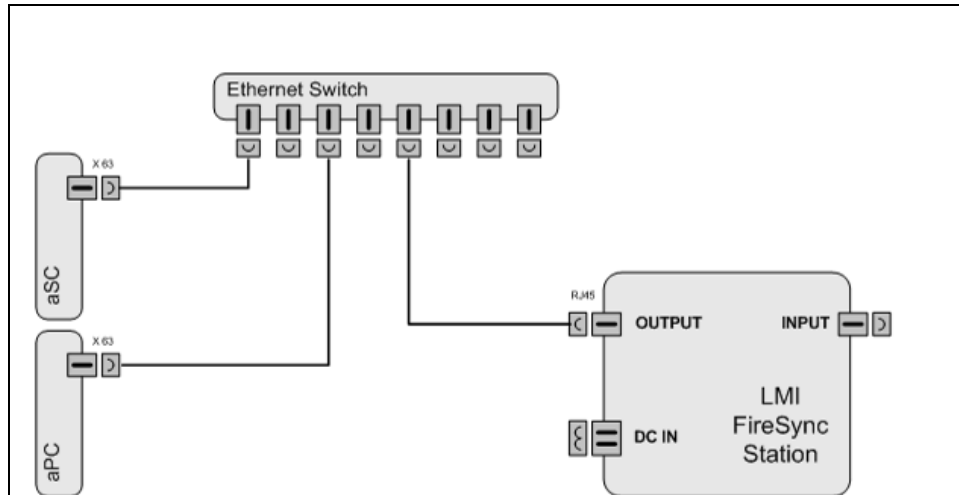 Ethernet Switch
X 63
aSC
X 63
aPC
RJ45
OUTPUT
INPUT
DC IN
LMI
FireSync
Station